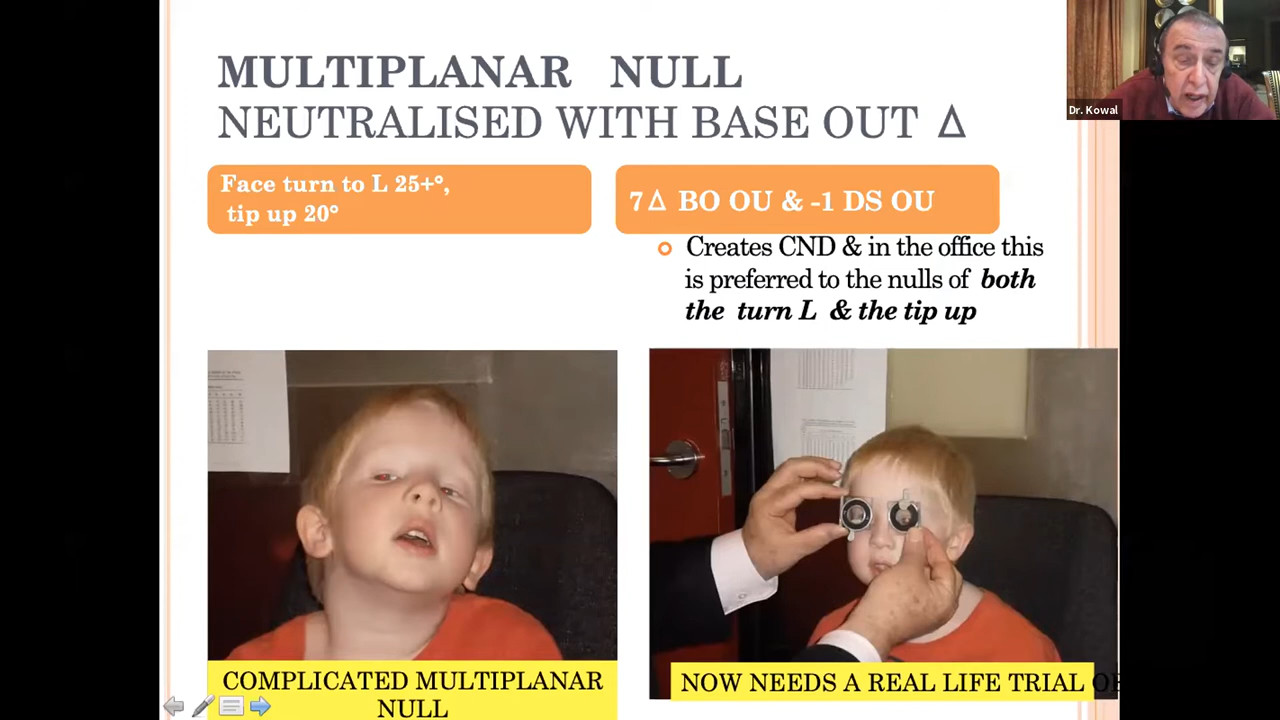 MULTIPLANAR NULL
NEUTRALISED WITH BASE OUT Δ
Dr. Kowal
Face turn to L 25+°,
tip up 20°
7Δ BO OU & -1 DS OU
Creates CND & in the office this
is preferred to the nulls of both
the turn L & the tip up
COMPLICATED MULTIPLANAR
NULL
NOW NEEDS A REAL LIFE TRIAL